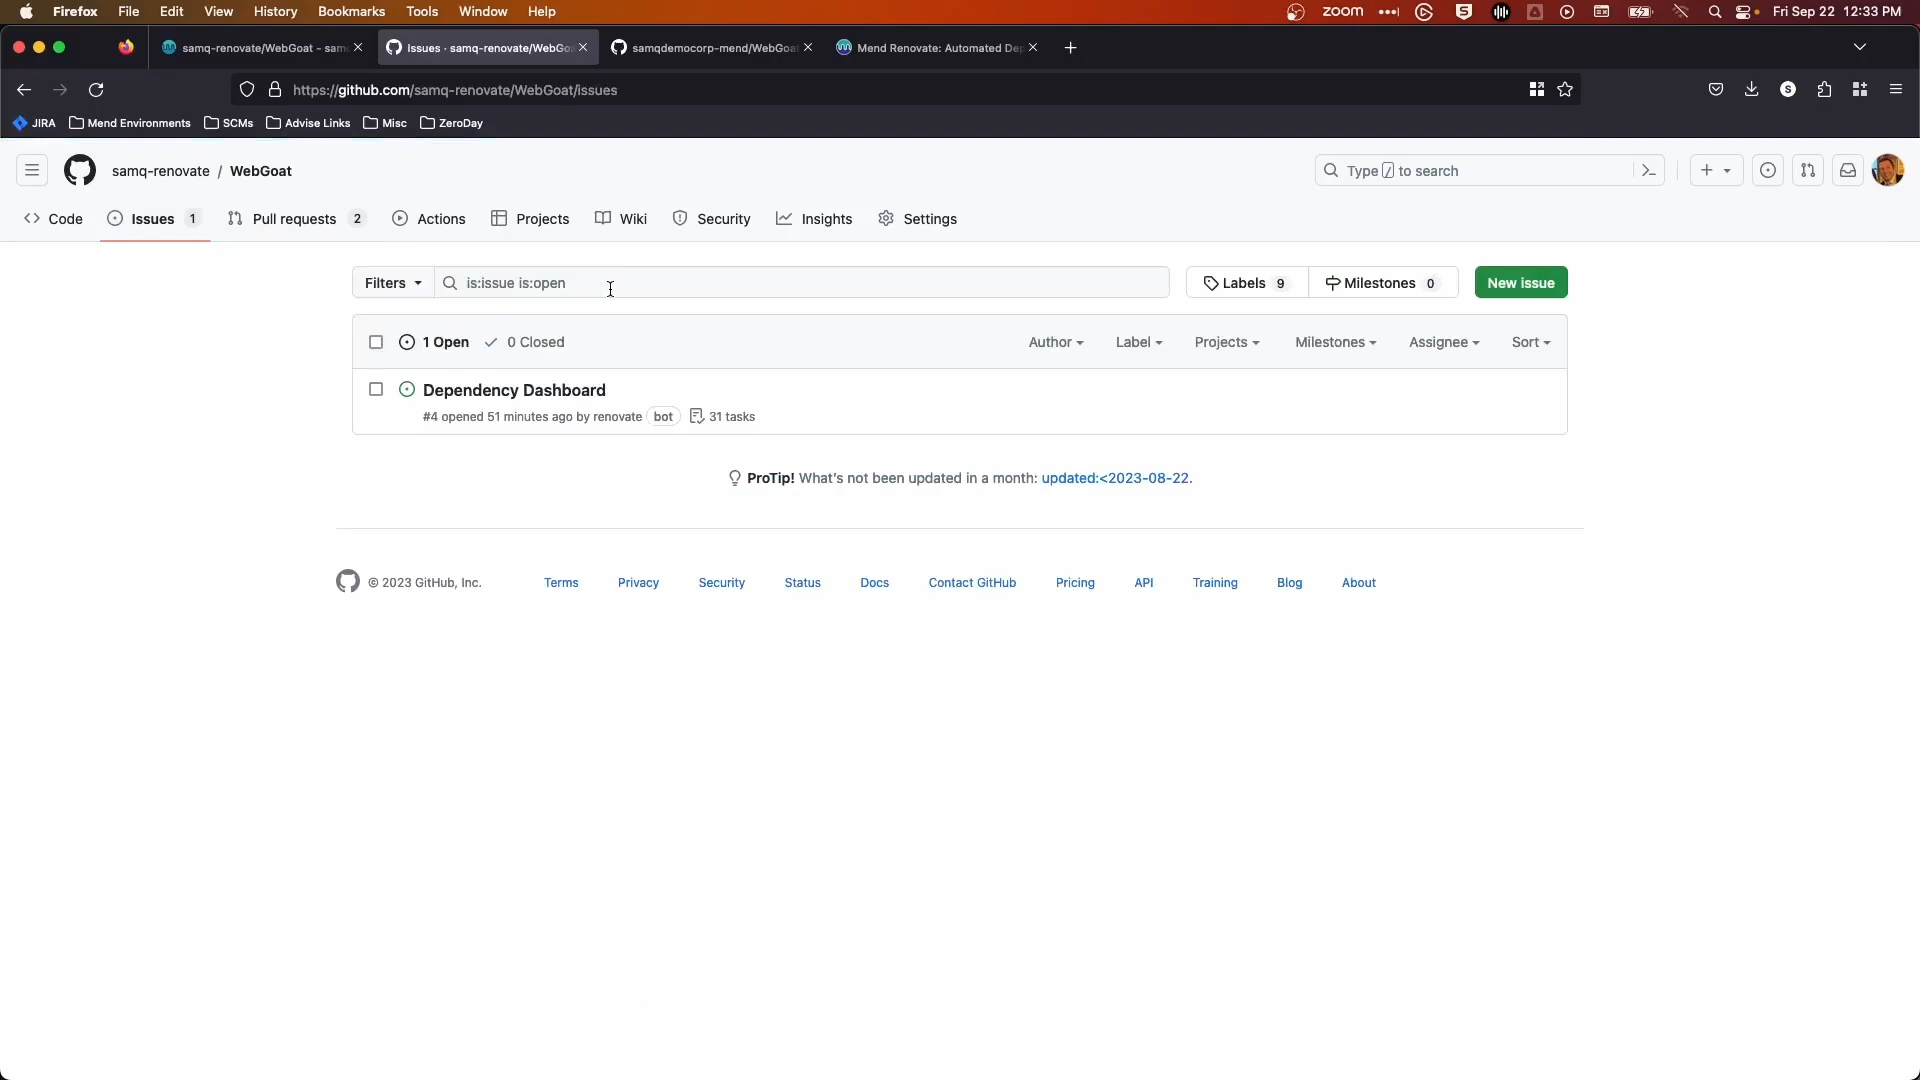 Firefox File Edit View History Bookmarks Tools Window Help zoom Fri Sep 22 12:33 PM
samq-renovate/WebGoat - sam Issues · samq-renovate/WebGo samqdemocorp-mend/WebGoat Mend Renovate: Automated De
https://github.com/samq-renovate/WebGoat/issues S
JIRA Mend Environments SCMs Advise Links Misc ZeroDay
samq-renovate / WebGoat Type / to search
Code Issues 1 Pull requests 2 Actions Projects Wiki Security Insights Settings
Filters is:issue is:open Labels 9 Milestones 0 New issue
1 Open 0 Closed Author Label Projects Milestones Assignee Sort
Dependency Dashboard
#4 opened 51 minutes ago by renovate bot 31 tasks
ProTip! What's not been updated in a month: updated:<2023-08-22.
© 2023 GitHub, Inc. Terms Privacy Security Status Docs Contact GitHub Pricing API Training Blog About